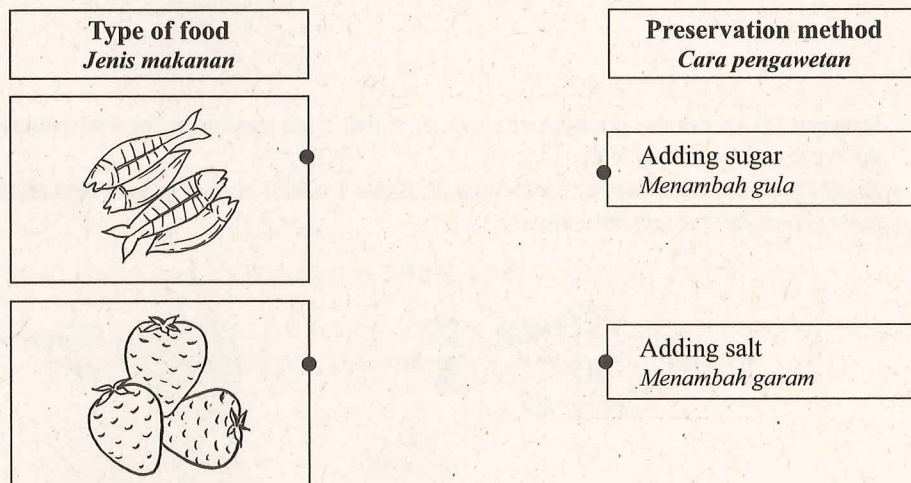 Type of food
Jenis makanan
Preservation method
Cara pengawetan
Adding sugar
Menambah gula
Adding salt
Menambah garam